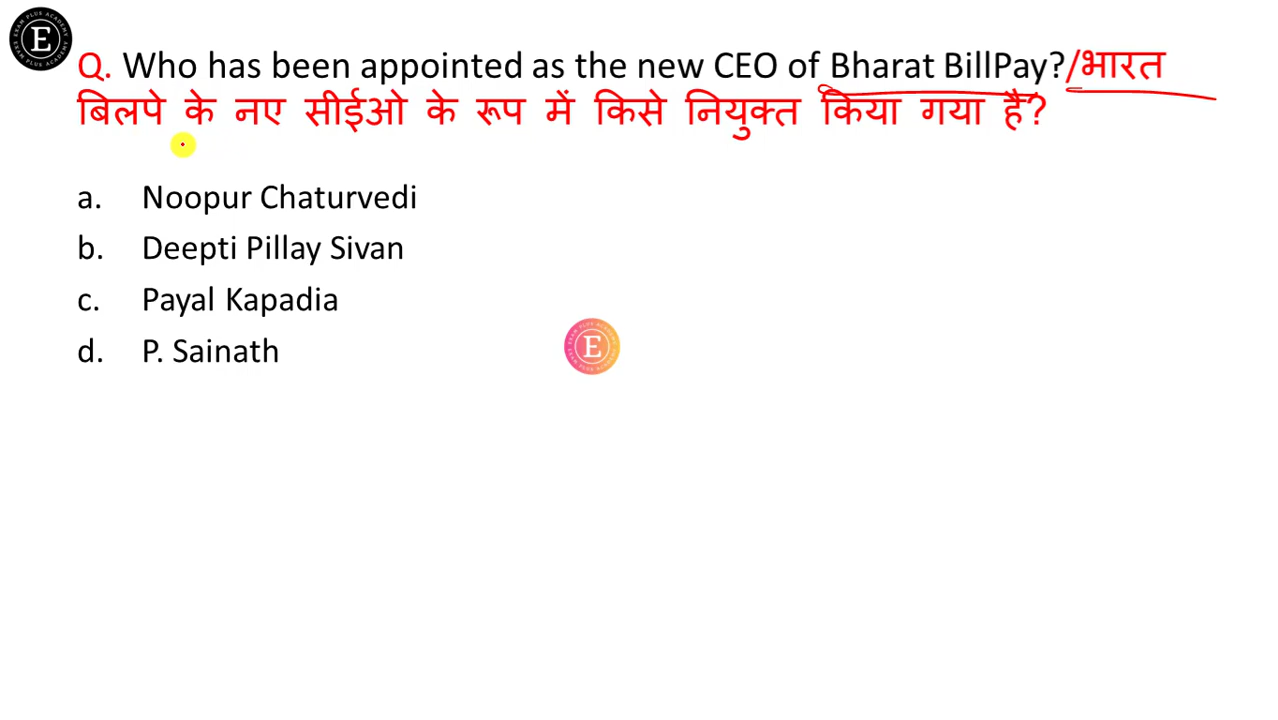 E
Q. Who has been appointed as the new CEO of Bharat BillPay?/भारत
बिलपे के नए सीईओ के रूप में किसे नियुक्त किया गया है?
a. Noopur Chaturvedi
b. Deepti Pillay Sivan
c. Payal Kapadia
d. P. Sainath
E